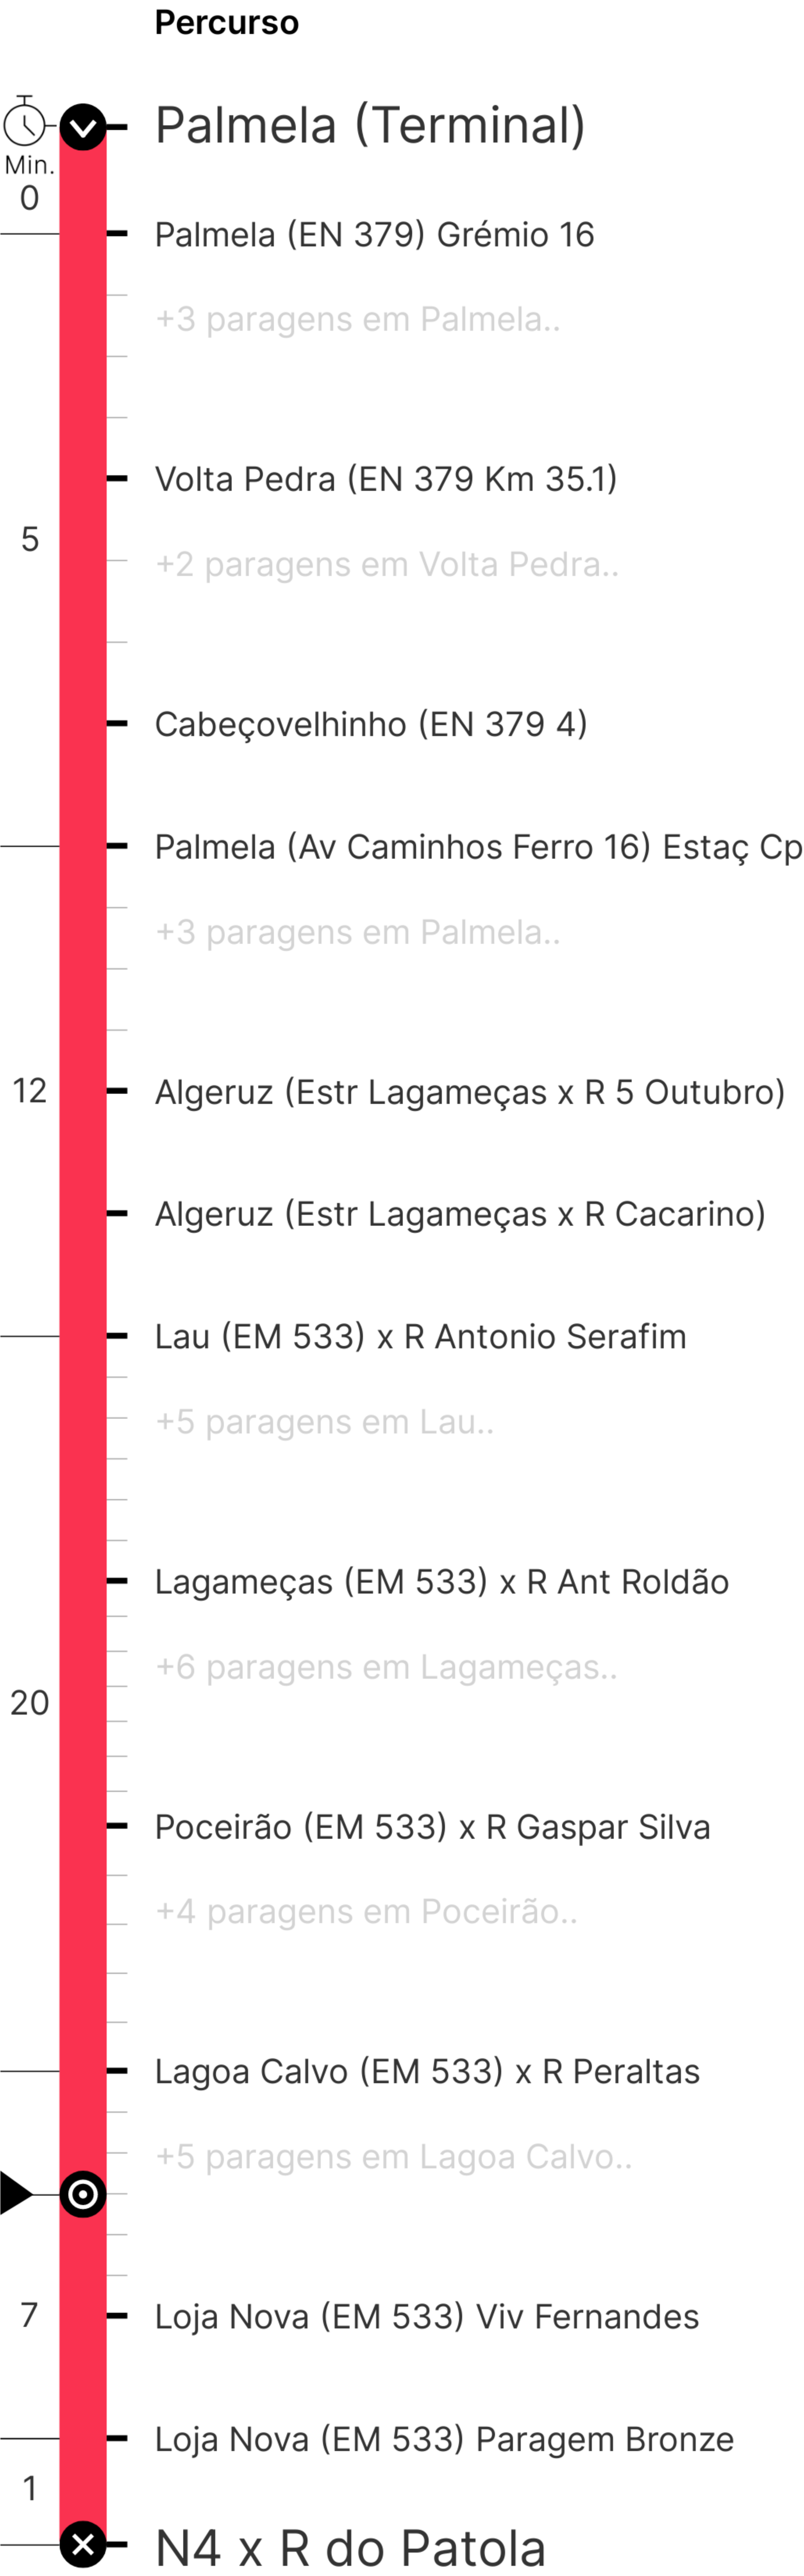 Percurso
Palmela (Terminal)
Min.
0
Palmela (EN 379) Grémio 16
+3 paragens em Palmela..
Volta Pedra (EN 379 Km 35.1)
5
+2 paragens em Volta Pedra..
Cabeçovelhinho (EN 379 4)
Palmela (Av Caminhos Ferro 16) Estaç Cp
+3 paragens em Palmela..
12
Algeruz (Estr Lagameças x R 5 Outubro)
Algeruz (Estr Lagameças x R Cacarino)
Lau (EM 533) x R Antonio Serafim
+5 paragens em Lau..
Lagameças (EM 533) x R Ant Roldão
+6 paragens em Lagameças..
20
Poceirão (EM 533) x R Gaspar Silva
+4 paragens em Poceirão..
Lagoa Calvo (EM 533) x R Peraltas
+5 paragens em Lagoa Calvo..
7
Loja Nova (EM 533) Viv Fernandes
Loja Nova (EM 533) Paragem Bronze
1
N4 x R do Patola